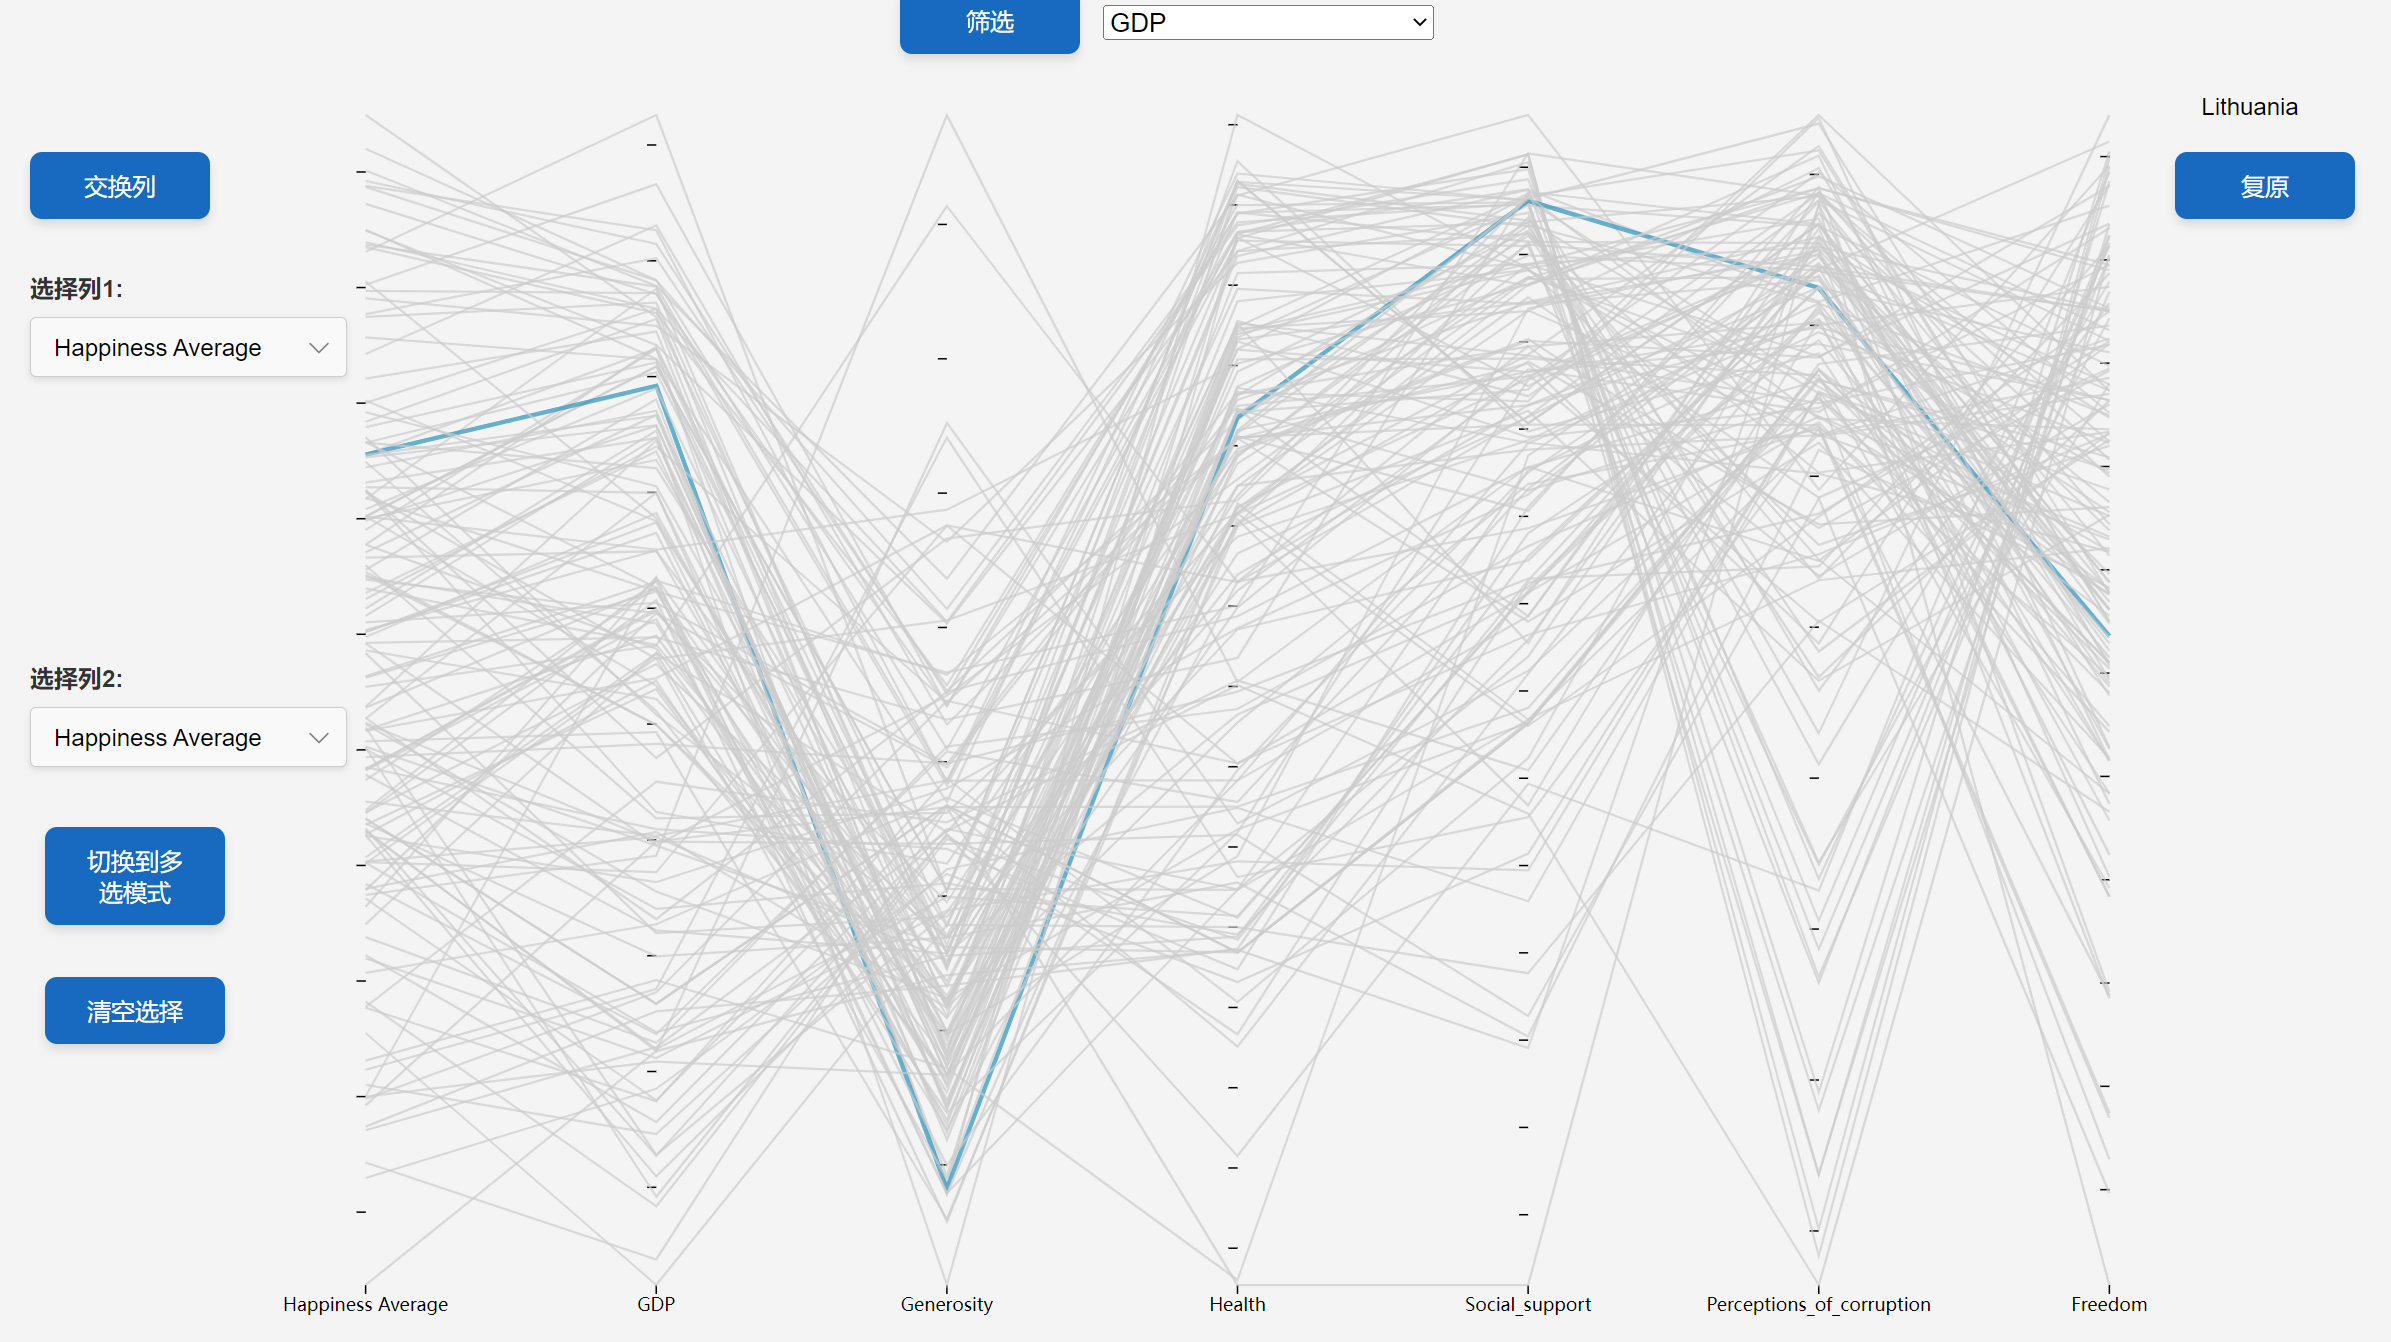 筛选
GDP
Lithuania
交换列
复原
选择列1:
Happiness Average
选择列2:
Happiness Average
切换到多
选模式
清空选择
Happiness Average
GDP
Generosity
Health
Social_support
Perceptions_of_corruption
Freedom